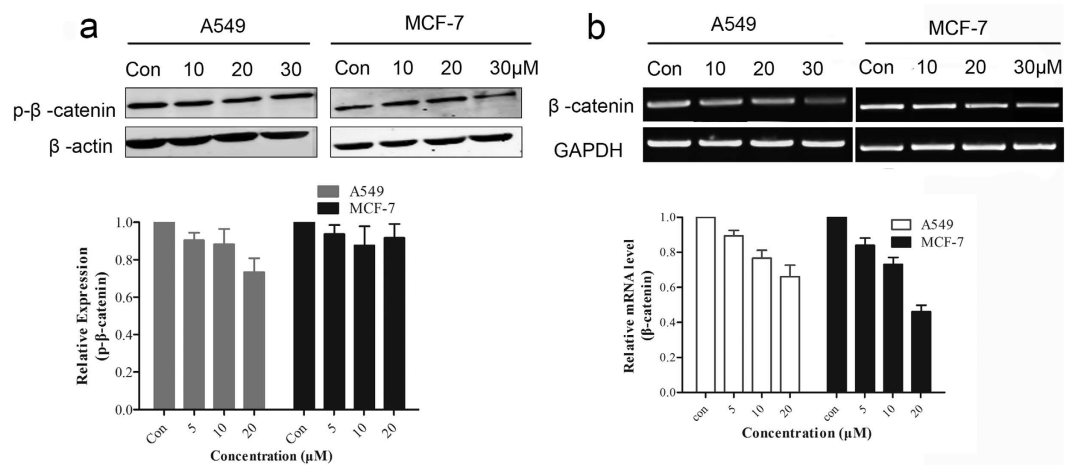 a
A549 MCF-7
Con 10 20 30 Con 10 20 30μM
p-β -catenin
β -actin
A549
MCF-7
Relative Expression
(p-β-catenin)
1.0
0.8
0.6
0.4
0.2
0.0
Con 5 10 20 Con 5 10 20
Concentration (μM)
b
A549 MCF-7
Con 10 20 30 Con 10 20 30μM
β -catenin
GAPDH
A549
MCF-7
Relative mRNA level
(β-catenin)
1.0
0.8
0.6
0.4
0.2
0.0
con 5 10 20 con 5 10 20
Concentration (μM)